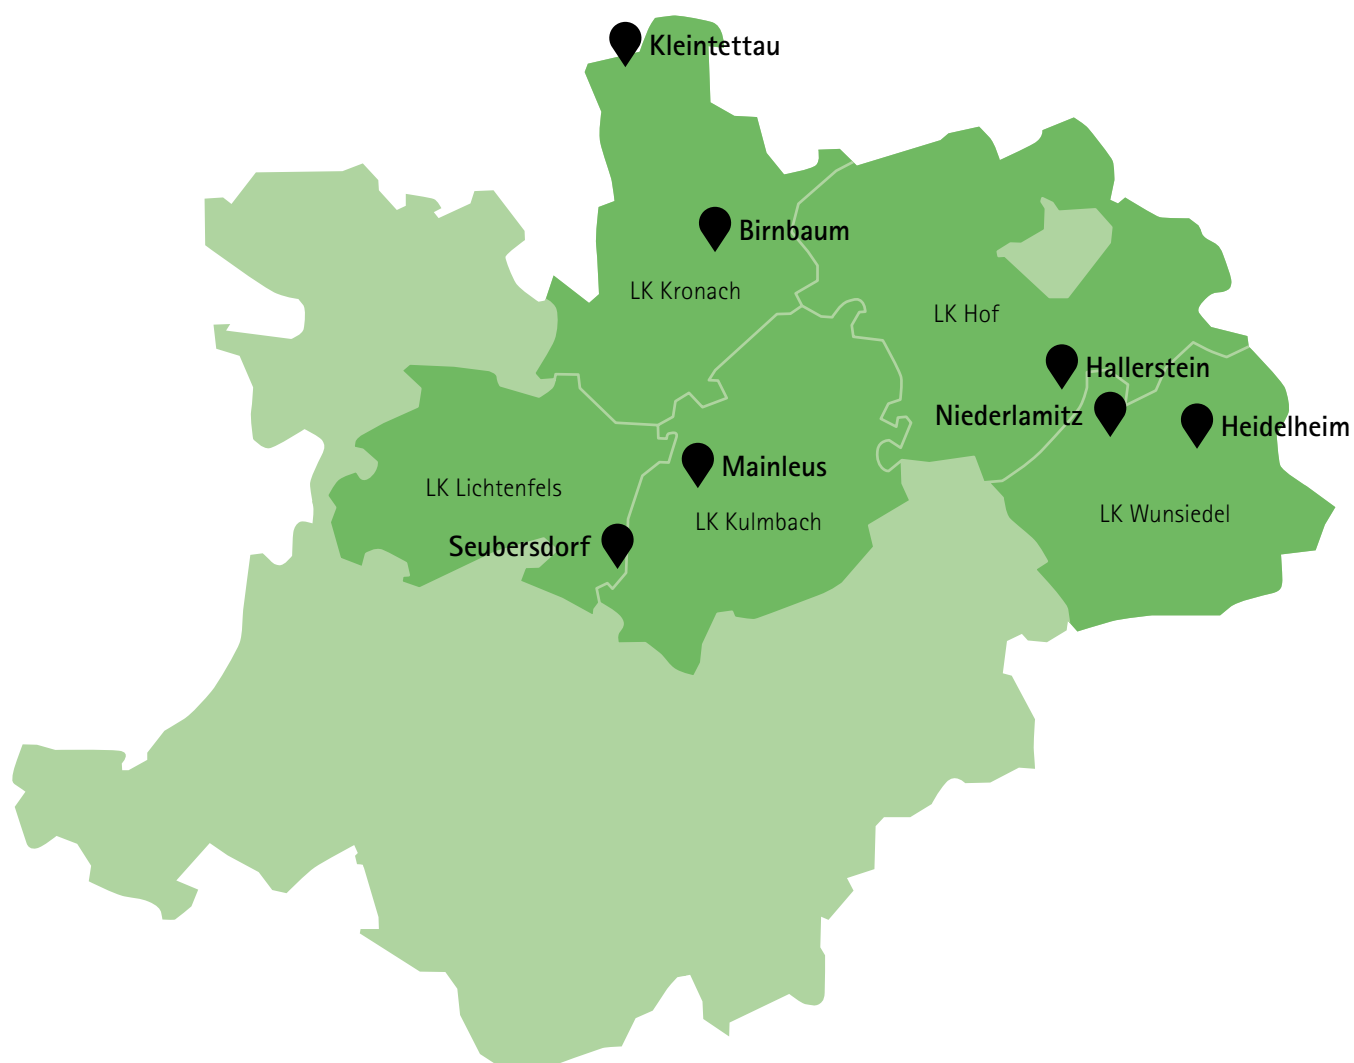 Kleintettau
Birnbaum
LK Kronach
LK Hof
Hallerstein
Niederlamitz
Heidelheim
Mainleus
LK Lichtenfels
LK Kulmbach
LK Wunsiedel
Seubersdorf